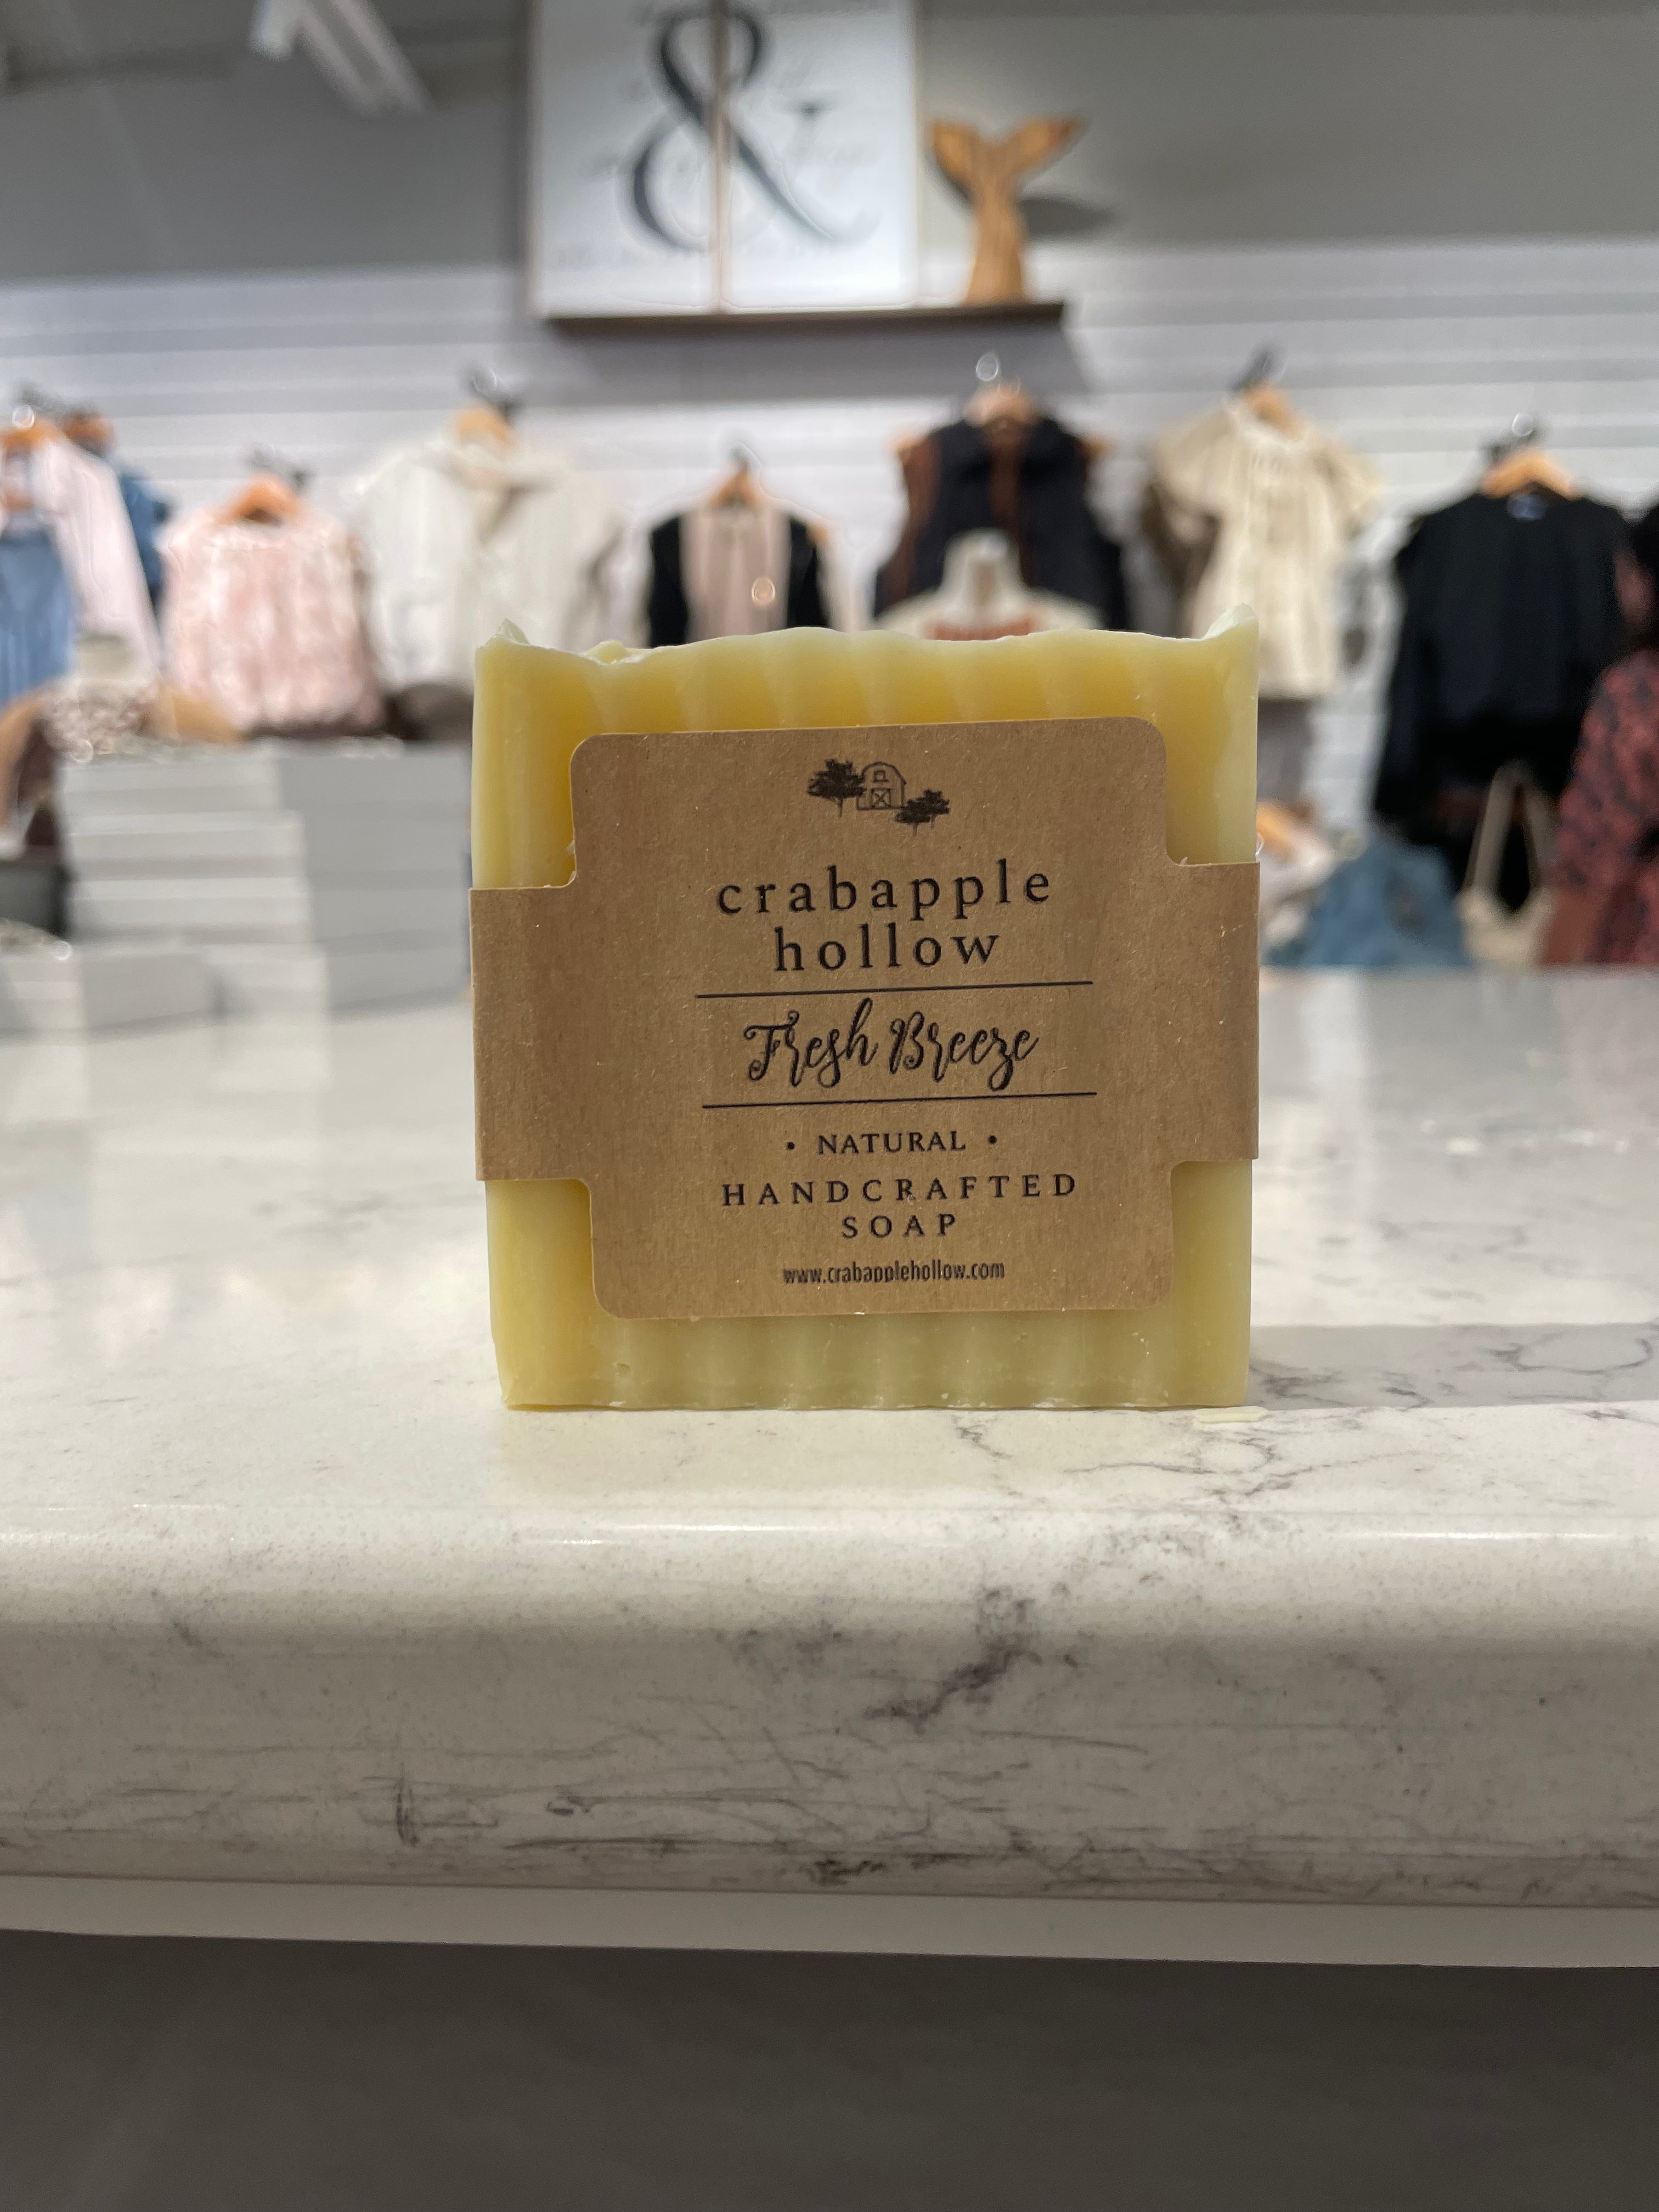 &
crabapple
hollow
Fresh Breeze
• NATURAL •
HANDCRAFTED
SOAP
www.crabapplehollow.com